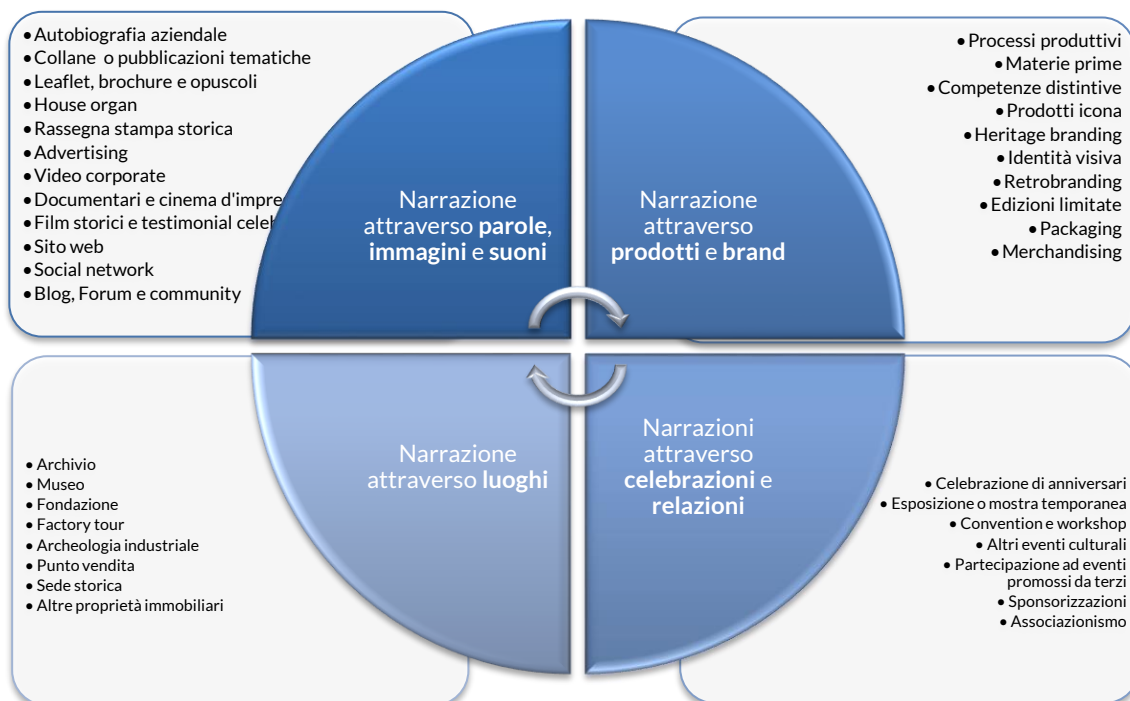 • Autobiografia aziendale
• Collane o pubblicazioni tematiche
• Leaflet, brochure e opuscoli
• House organ
• Rassegna stampa storica
• Advertising
• Video corporate
• Documentari e cinema d'impre
• Film storici e testimonial celeb
• Sito web
• Social network
• Blog, Forum e community
Narrazione
attraverso parole,
immagini e suoni
Narrazione
attraverso
prodotti e brand
• Processi produttivi
• Materie prime
• Competenze distintive
• Prodotti icona
• Heritage branding
• Identità visiva
• Retrobranding
• Edizioni limitate
• Packaging
• Merchandising
• Archivio
• Museo
• Fondazione
• Factory tour
• Archeologia industriale
• Punto vendita
• Sede storica
• Altre proprietà immobiliari
Narrazione
attraverso luoghi
Narrazioni
attraverso
celebrazioni e
relazioni
• Celebrazione di anniversari
• Esposizione o mostra temporanea
• Convention e workshop
• Altri eventi culturali
• Partecipazione ad eventi
promossi da terzi
• Sponsorizzazioni
• Associazionismo